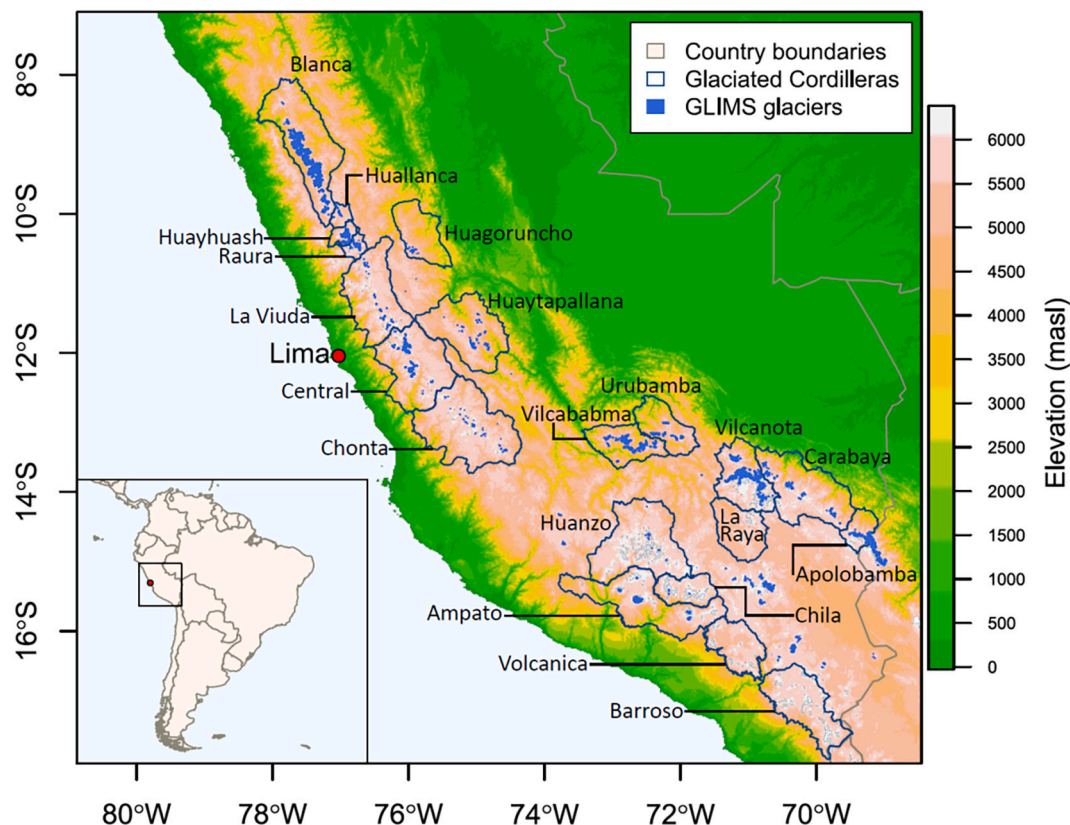 Country boundaries
Glaciated Cordilleras
GLIMS glaciers
8°S
10°S
12°S
14°S
16°S
Blanca
Huallanca
Huayhuash
Huagoruncho
Raura
Huaytapallana
La Viuda
Lima
Central
Urubamba
Vilcababma
Vilcanota
Chonta
Carabaya
Huanzo
La
Raya
Apolobamba
Ampato
Chila
Volcanica
Barroso
6000
5500
5000
4500
4000
3500
3000
2500
2000
1500
1000
500
0
Elevation (masl)
80°W
78°W
76°W
74°W
72°W
70°W